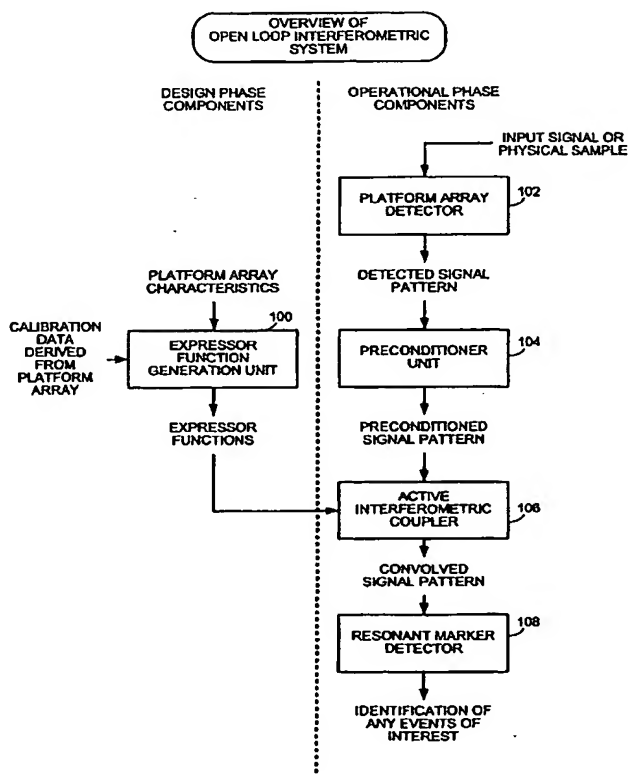 OVERVIEW OF
OPEN LOOP INTERFEROMETRIC
SYSTEM
DESIGN PHASE
COMPONENTS
OPERATIONAL PHASE
COMPONENTS
INPUT SIGNAL OR
PHYSICAL SAMPLE
102
PLATFORM ARRAY
DETECTOR
DETECTED SIGNAL
PATTERN
PLATFORM ARRAY
CHARACTERISTICS
100
CALIBRATION
DATA
DERIVED
FROM
PLATFORM
ARRAY
EXPRESSOR
FUNCTION
GENERATION UNIT
104
PRECONDITIONER
UNIT
EXPRESSOR
FUNCTIONS
PRECONDITIONED
SIGNAL PATTERN
ACTIVE
INTERFEROMETRIC
COUPLER
106
CONVOLVED
SIGNAL PATTERN
108
RESONANT MARKER
DETECTOR
IDENTIFICATION OF
ANY EVENTS OF
INTEREST